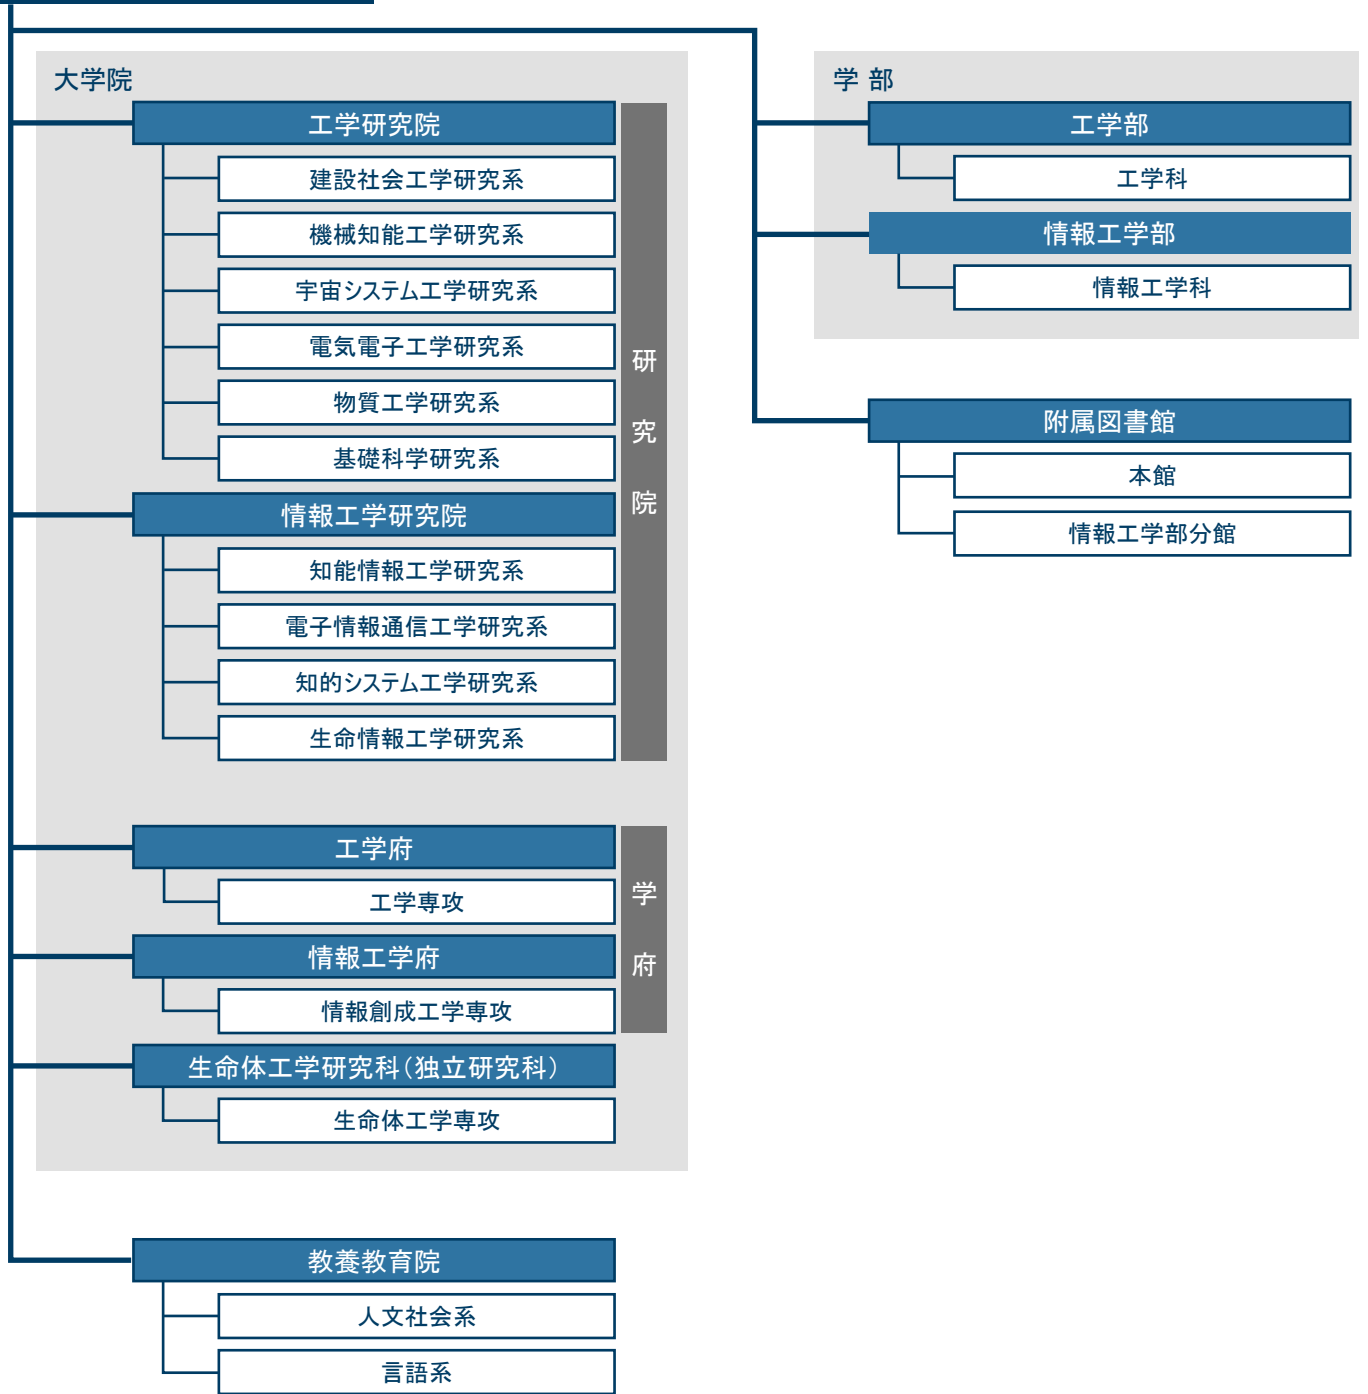 大学院
工学研究院
建設社会工学研究系
機械知能工学研究系
宇宙システム工学研究系
電気電子工学研究系
物質工学研究系
基礎科学研究系
情報工学研究院
知能情報工学研究系
電子情報通信工学研究系
知的システム工学研究系
生命情報工学研究系
研究院
工学府
工学専攻
情報工学府
情報創成工学専攻
学府
生命体工学研究科（独立研究科）
生命体工学専攻
教養教育院
人文社会系
言語系
学 部
工学部
工学科
情報工学部
情報工学科
附属図書館
本館
情報工学部分館